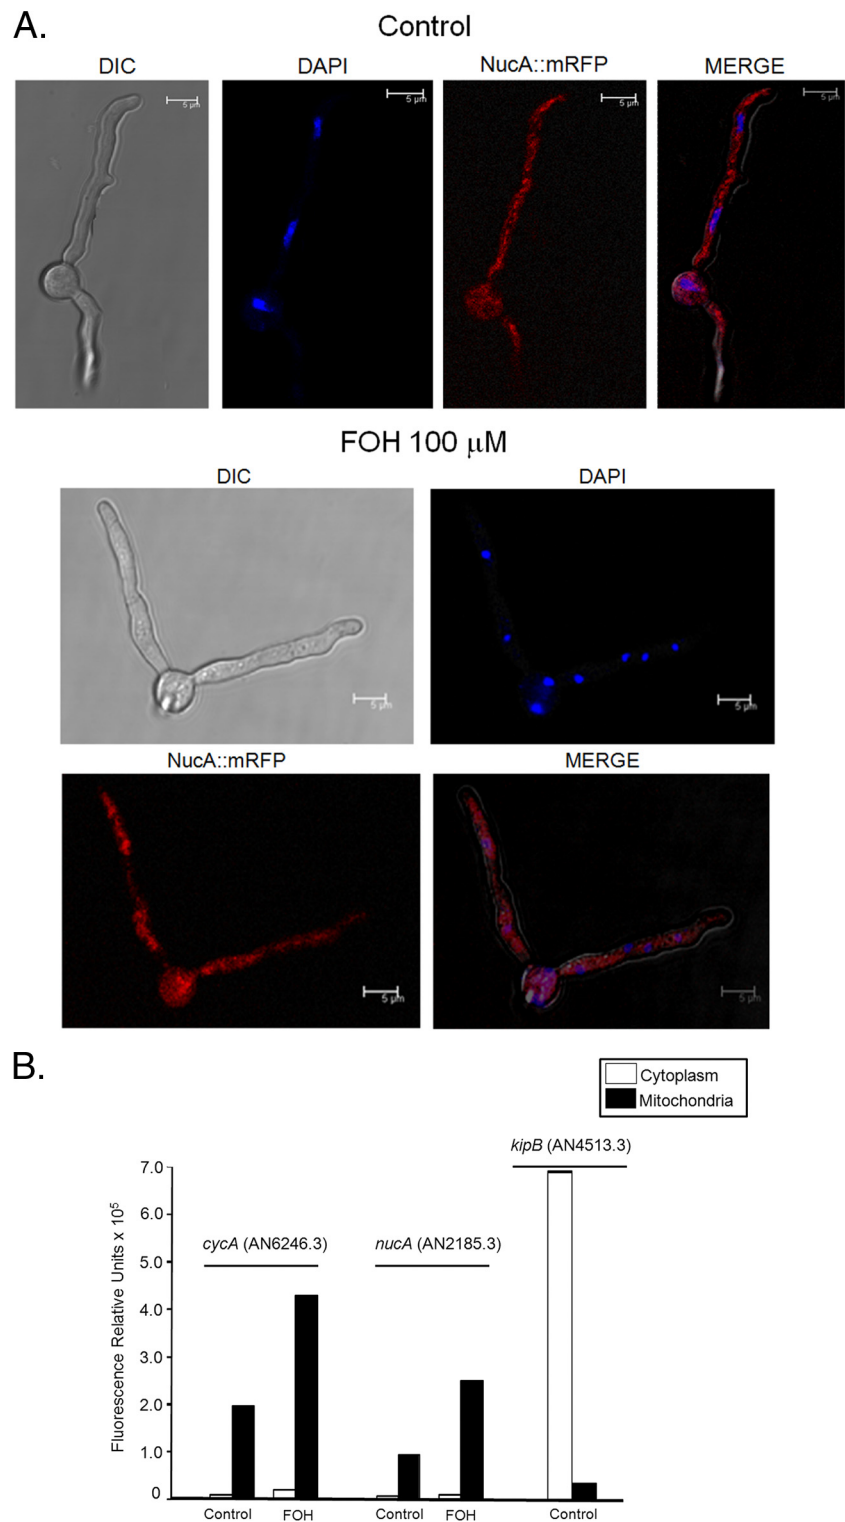 A.
Control
DIC DAPI NucA::mRFP MERGE
5 µm 5 µm 5 µm 5 µm
FOH 100 µM
DIC DAPI
5 µm 5 µm
NucA::mRFP MERGE
5 µm 5 µm
B.
Cytoplasm
Mitochondria
kipB (AN4513.3)
cycA (AN6246.3) nucA (AN2185.3)
Fluorescence Relative Units x 10⁵
7.0
6.0
5.0
4.0
3.0
2.0
1.0
0
Control FOH Control FOH Control